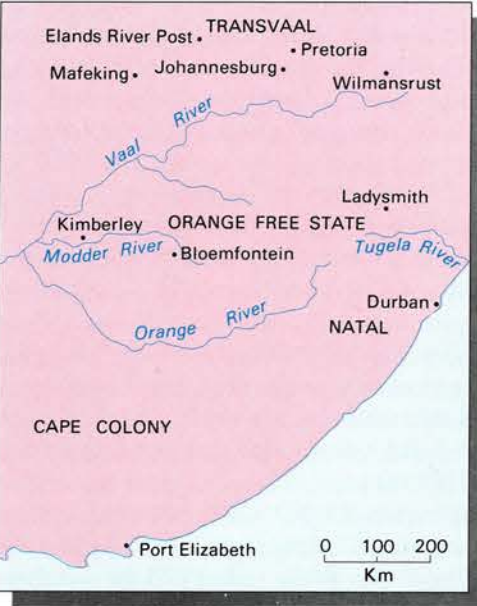 TRANSVAAL
Elands River Post
Pretoria
Mafeking
Johannesburg
Wilmansrust
Vaal River
Ladysmith
Kimberley
ORANGE FREE STATE
Modder River
Bloemfontein
Tugela River
Durban
Orange River
NATAL
CAPE COLONY
Port Elizabeth
0 100 200
Km